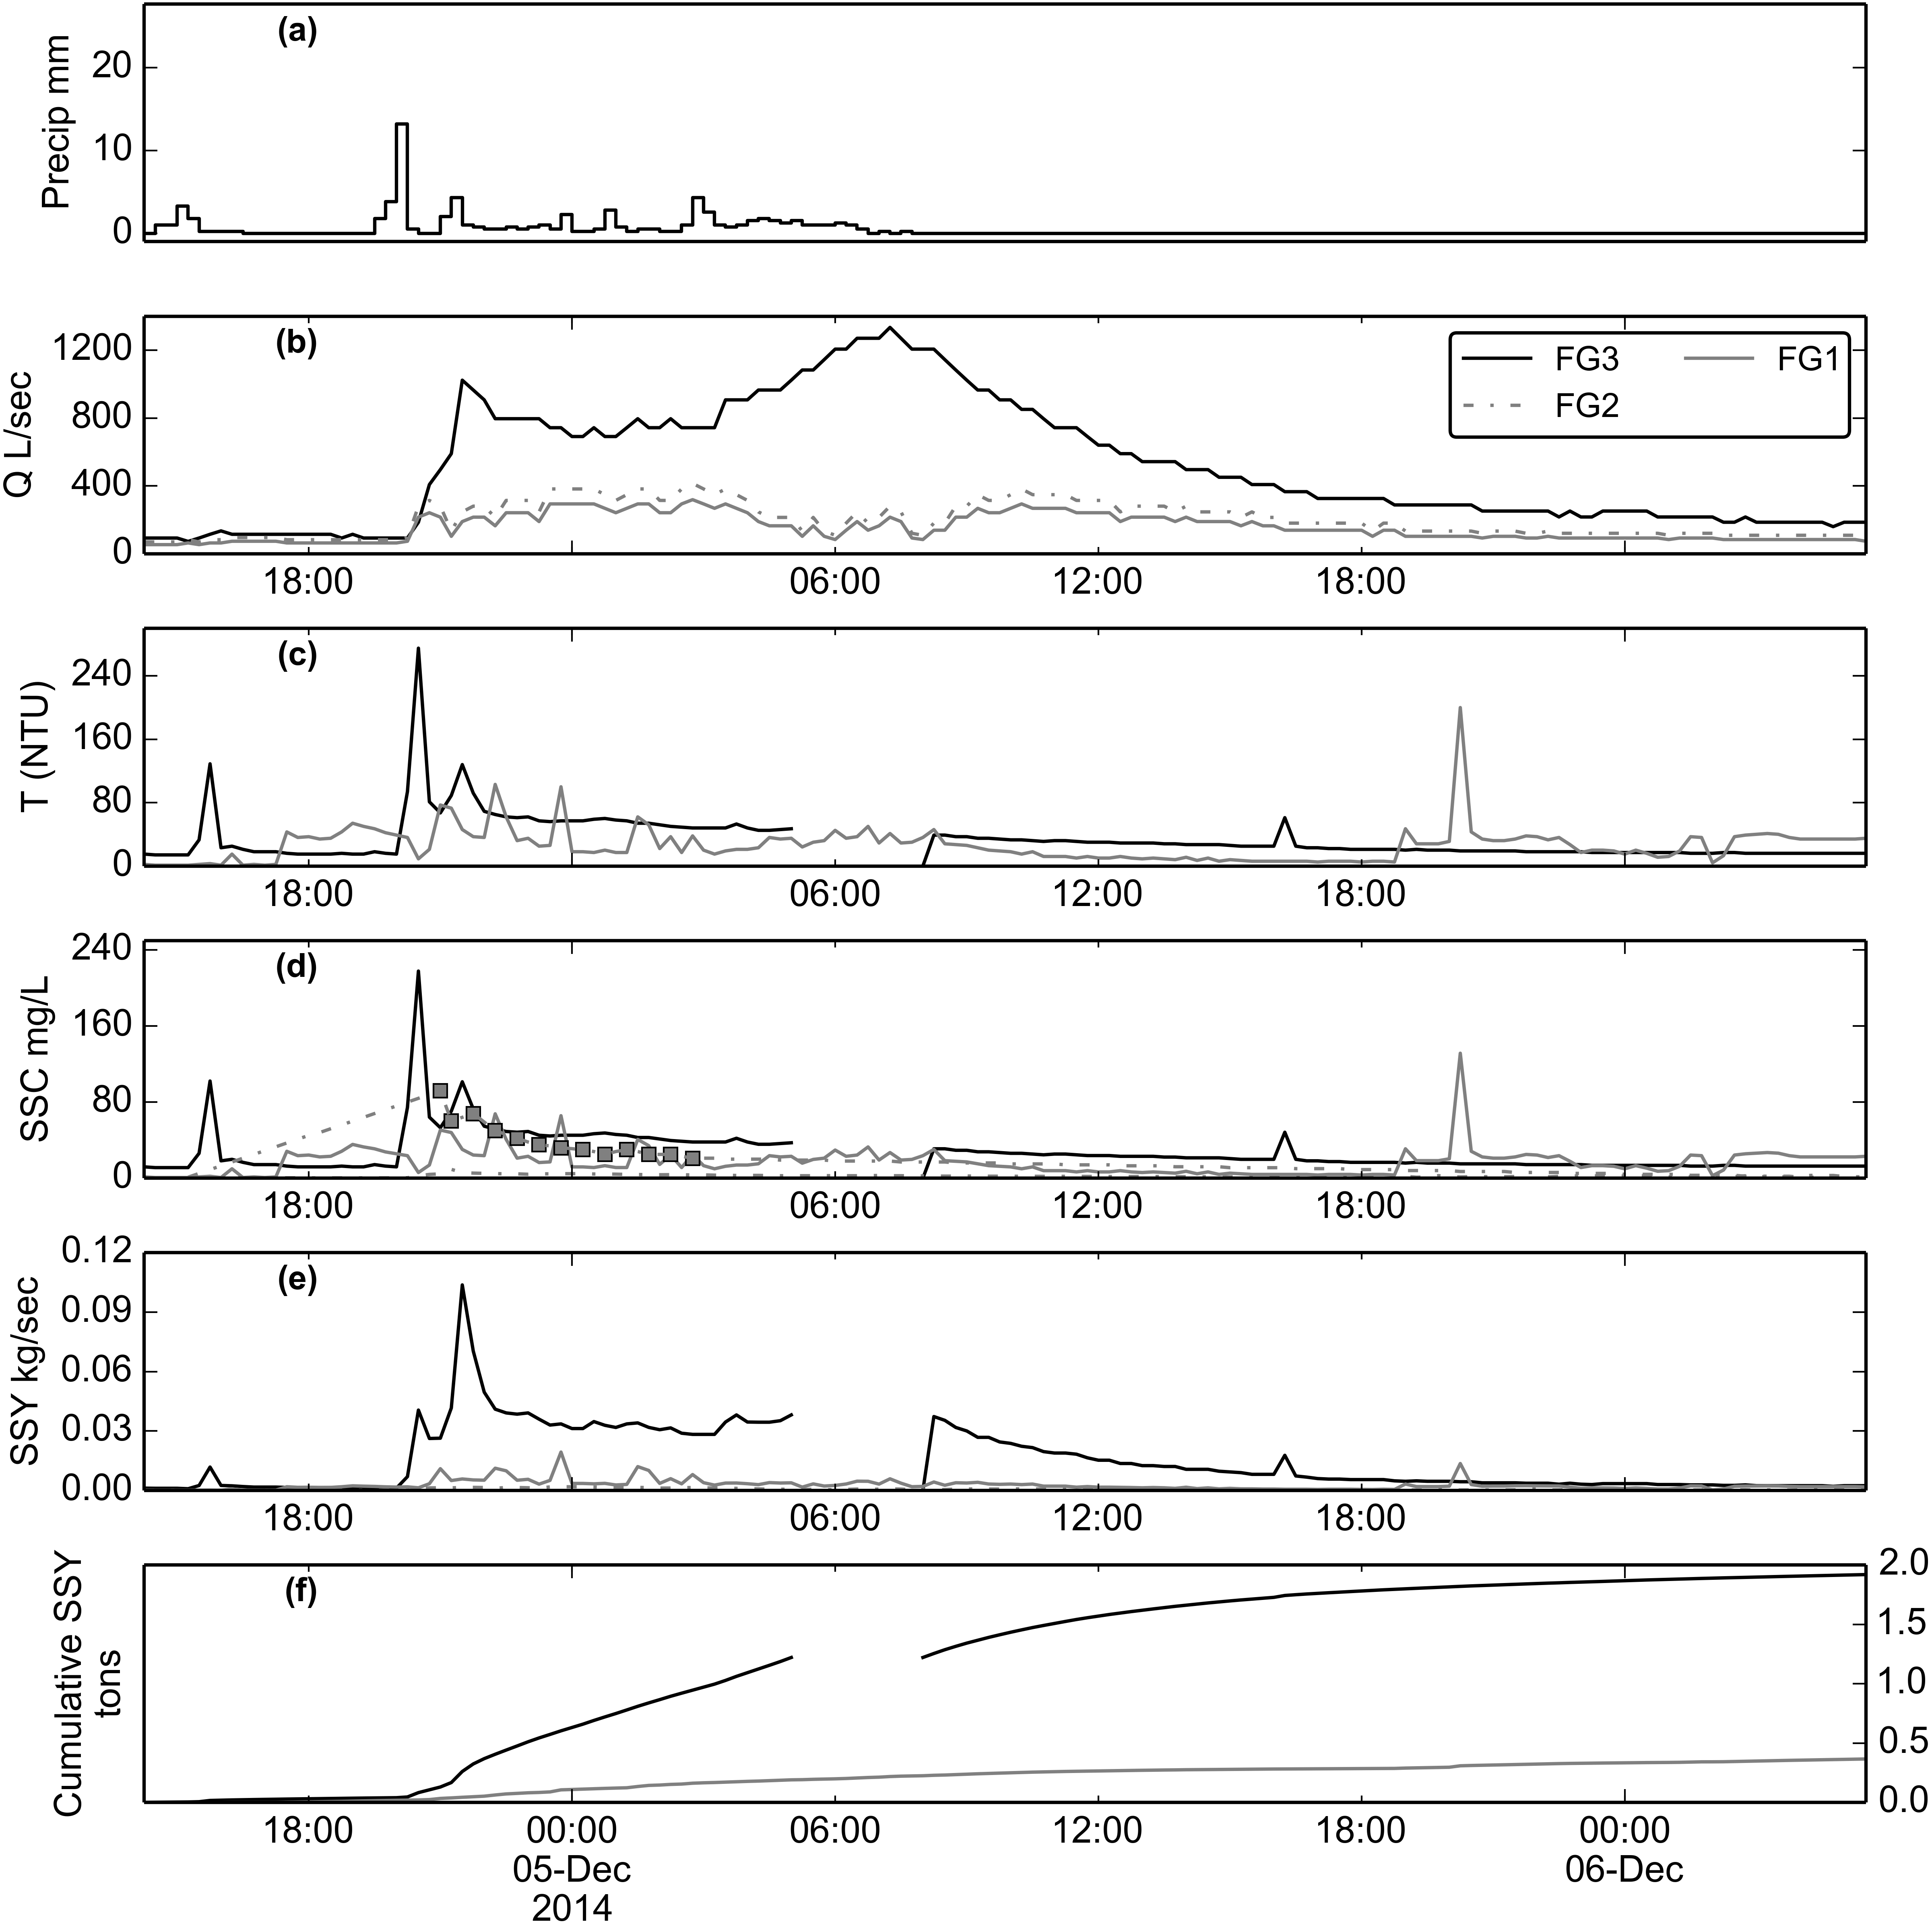 (a)
Precip mm
20
10
0
(b)
Q L/sec
1200
800
400
0
FG3 FG1
FG2
18:00 06:00 12:00 18:00
(c)
T (NTU)
240
160
80
0
18:00 06:00 12:00 18:00
(d)
SSC mg/L
240
160
80
0
18:00 06:00 12:00 18:00
(e)
SSY kg/sec
0.12
0.09
0.06
0.03
0.00
18:00 06:00 12:00 18:00
(f)
Cumulative SSY
tons
2.0
1.5
1.0
0.5
0.0
18:00 00:00 06:00 12:00 18:00 00:00
05-Dec 06-Dec
2014